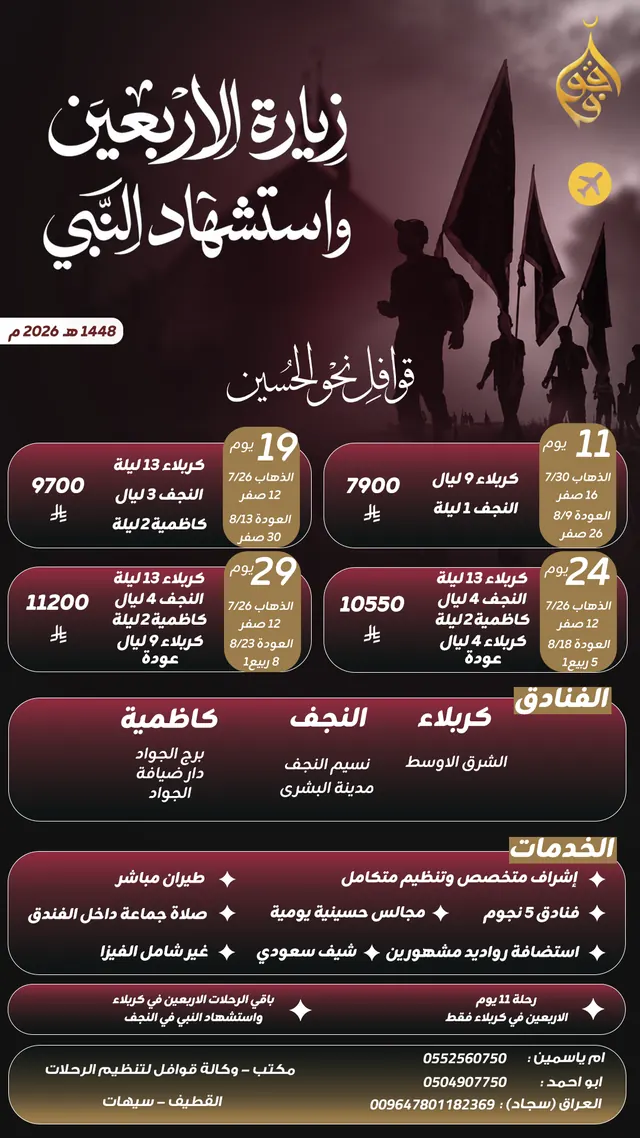 قوافل
زيارة الاربعين
واستشهاد النبي
1448 هـ 2026 م
قوافل نحو الحسين
11 يوم
الذهاب 7/30
16 صفر
العودة 8/9
26 صفر
كربلاء 9 ليال
النجف 1 ليلة
7900
19 يوم
الذهاب 7/26
12 صفر
العودة 8/13
30 صفر
كربلاء 13 ليلة
النجف 3 ليال
كاظمية 2 ليلة
9700
24 يوم
الذهاب 7/26
12 صفر
العودة 8/18
5 ربيع1
كربلاء 13 ليلة
النجف 4 ليال
كاظمية 2 ليلة
كربلاء 4 ليال
عودة
10550
29 يوم
الذهاب 7/26
12 صفر
العودة 8/23
8 ربيع1
كربلاء 13 ليلة
النجف 4 ليال
كاظمية 2 ليلة
كربلاء 9 ليال
عودة
11200
الفنادق
كربلاء
الشرق الاوسط
النجف
نسيم النجف
مدينة البشرى
كاظمية
برج الجواد
دار ضيافة
الجواد
الخدمات
إشراف متخصص وتنظيم متكامل
طيران مباشر
فنادق 5 نجوم
مجالس حسينية يومية
صلاة جماعة داخل الفندق
استضافة رواديد مشهورين
شيف سعودي
غير شامل الفيزا
رحلة 11 يوم
الاربعين في كربلاء فقط
باقي الرحلات الاربعين في كربلاء
واستشهاد النبي في النجف
ام ياسمين : 0552560750
ابو احمد : 0504907750
العراق (سجاد) : 009647801182369
مكتب - وكالة قوافل لتنظيم الرحلات
القطيف - سيهات